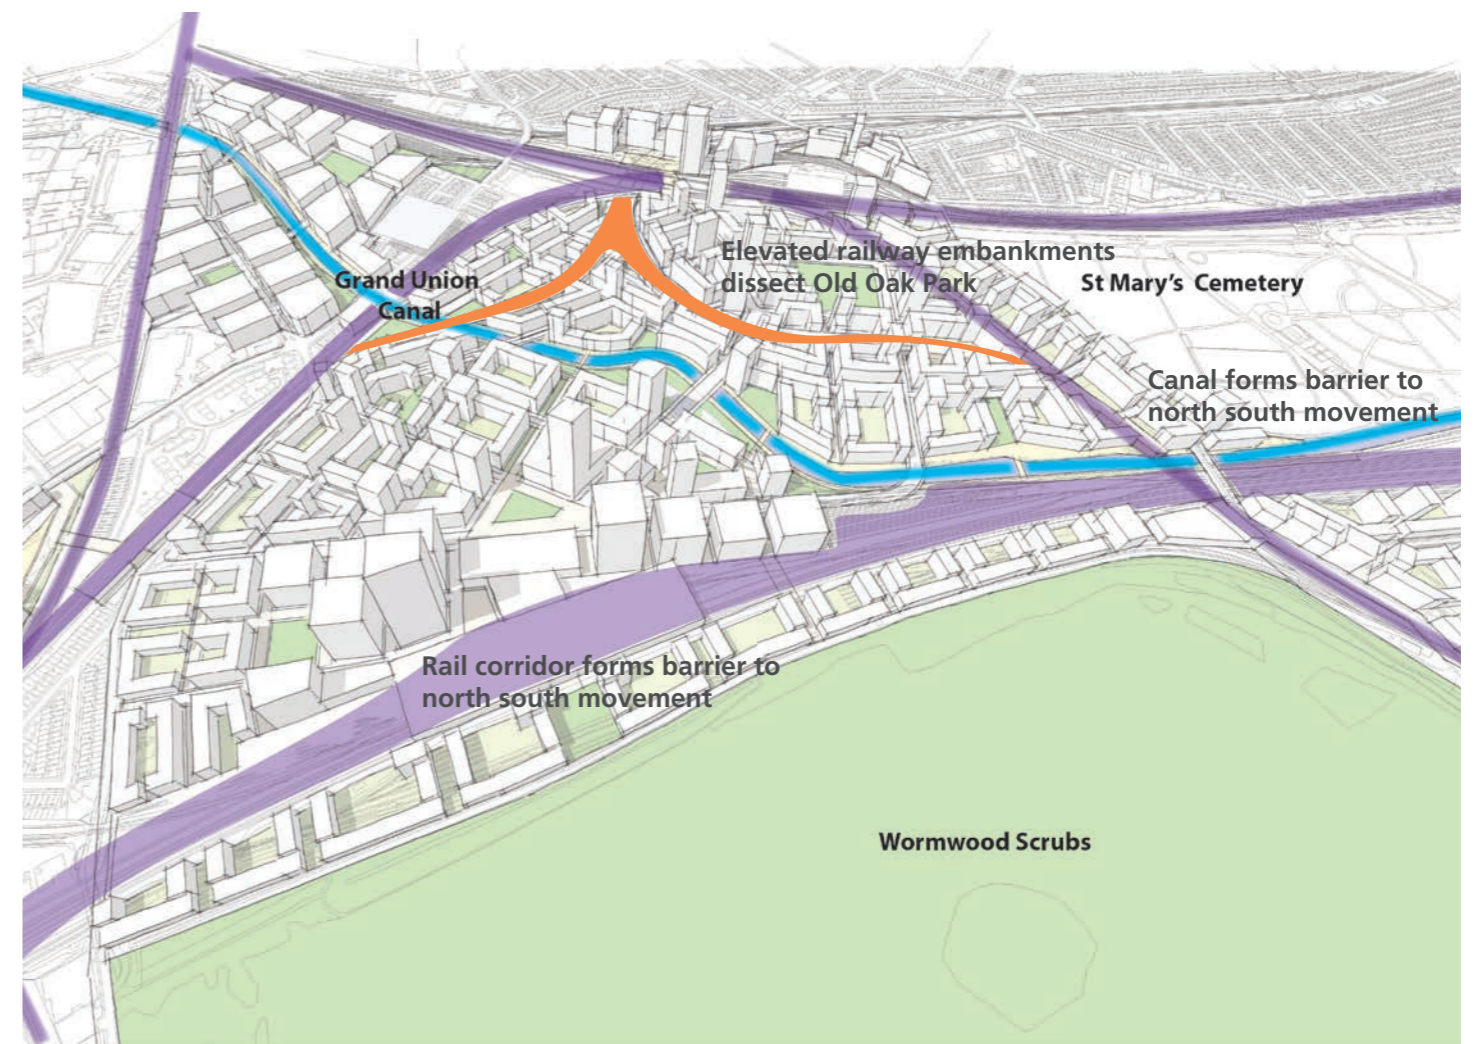 Elevated railway embankments
dissect Old Oak Park
Grand Union
Canal
St Mary's Cemetery
Canal forms barrier to
north south movement
Rail corridor forms barrier to
north south movement
Wormwood Scrubs